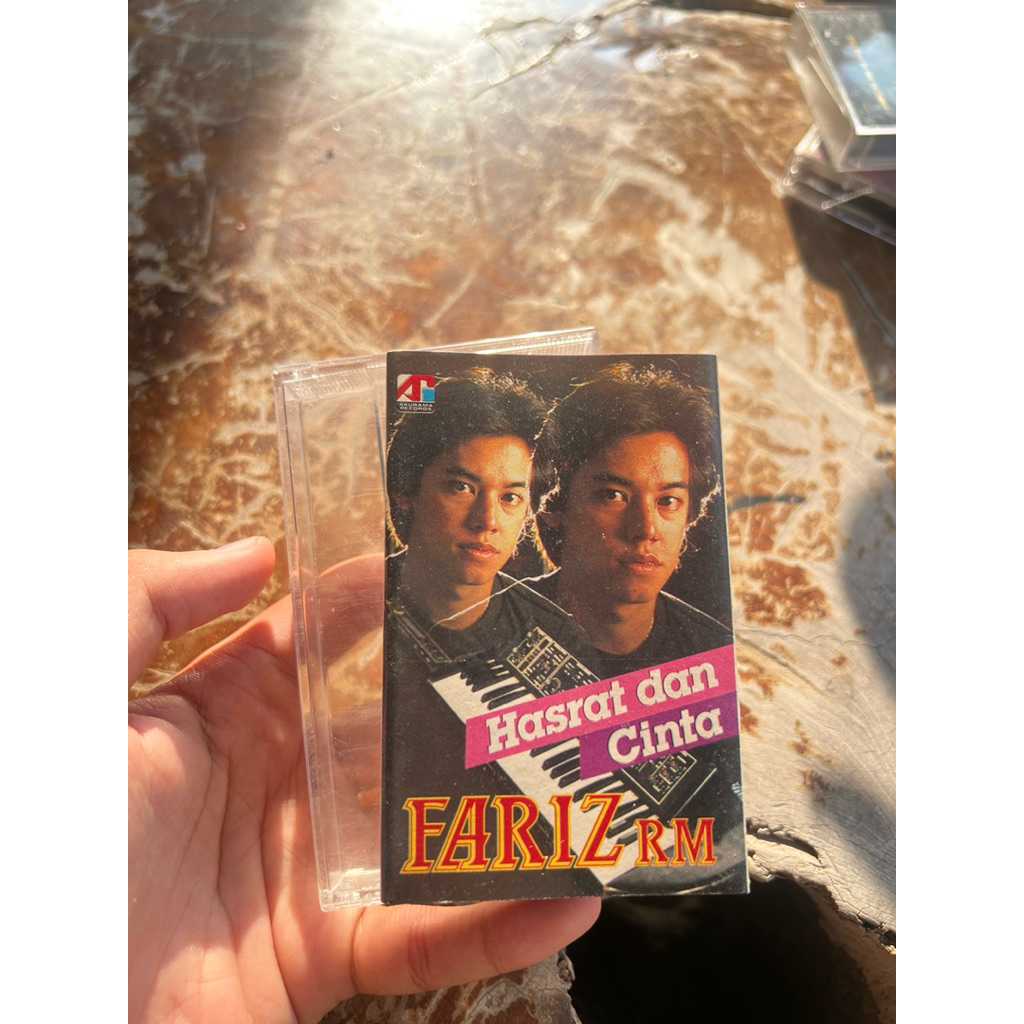 AKURAMA
RECORDS
Hasrat dan
Cinta
FARIZ RM